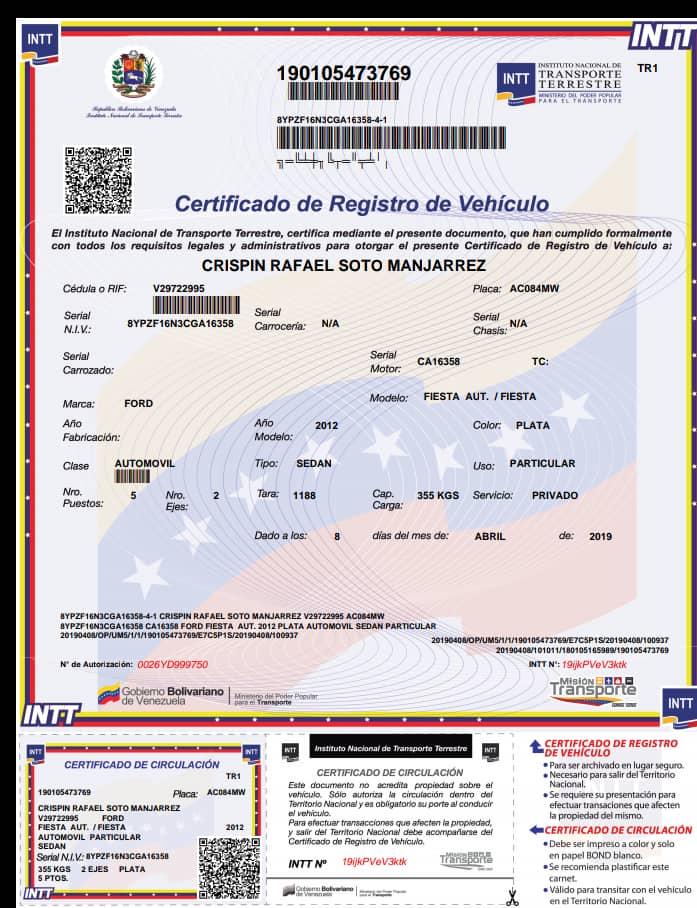 INTT
INTT
República Bolivariana de Venezuela
Instituto Nacional de Transporte Terrestre
190105473769
8YPZF16N3CGA16358-4-1
INTT
INSTITUTO NACIONAL DE
TRANSPORTE
TERRESTRE
MINISTERIO DEL PODER POPULAR
PARA EL TRANSPORTE
TR1
Certificado de Registro de Vehículo
El Instituto Nacional de Transporte Terrestre, certifica mediante el presente documento, que han cumplido formalmente
con todos los requisitos legales y administrativos para otorgar el presente Certificado de Registro de Vehículo a:
CRISPIN RAFAEL SOTO MANJARREZ
Cédula o RIF: V29722995 Placa: AC084MW
Serial N.I.V.: 8YPZF16N3CGA16358 Serial Carrocería: N/A Serial Chasis: N/A
Serial Carrozado: Serial Motor: CA16358 TC:
Marca: FORD Modelo: FIESTA AUT. / FIESTA
Año Fabricación: Año Modelo: 2012 Color: PLATA
Clase AUTOMOVIL Tipo: SEDAN Uso: PARTICULAR
Nro. Puestos: 5 Nro. Ejes: 2 Tara: 1188 Cap. Carga: 355 KGS Servicio: PRIVADO
Dado a los: 8 días del mes de: ABRIL de: 2019
8YPZF16N3CGA16358-4-1 CRISPIN RAFAEL SOTO MANJARREZ V29722995 AC084MW
8YPZF16N3CGA16358 CA16358 FORD FIESTA AUT. 2012 PLATA AUTOMOVIL SEDAN PARTICULAR
20190408/OP/UM5/1/1/190105473769/E7C5P1S/20190408/100937
20190408/OP/UM5/1/1/190105473769/E7C5P1S/20190408/100937
20190408/101011/180105165989/190105473769
N° de Autorización: 0026YD999750
INTT N°: 19ijkPVeV3ktk
Gobierno Bolivariano
de Venezuela
Ministerio del Poder Popular
para el Transporte
Misión
Transporte
INTT
INTT
INTT
INTT
CERTIFICADO DE CIRCULACIÓN
TR1
190105473769 Placa: AC084MW
CRISPIN RAFAEL SOTO MANJARREZ
V29722995 FORD
FIESTA AUT. / FIESTA 2012
AUTOMOVIL PARTICULAR
SEDAN
Serial N.I.V.: 8YPZF16N3CGA16358
355 KGS 2 EJES PLATA
5 PTOS.
INTT
INTT
Instituto Nacional de Transporte Terrestre
INTT
CERTIFICADO DE CIRCULACIÓN
Este documento no acredita propiedad sobre el
vehículo. Sólo autoriza la circulación dentro del
Territorio Nacional y es obligatorio su porte al conducir
el vehículo.
Para efectuar transacciones que afecten la propiedad,
y salir del Territorio Nacional debe acompañarse del
Certificado de Registro de Vehículo.
INTT Nº 19ijkPVeV3ktk
Misión
Transporte
Gobierno Bolivariano
de Venezuela
Ministerio del Poder Popular
para el Transporte
CERTIFICADO DE REGISTRO
DE VEHÍCULO
• Para ser archivado en lugar seguro.
• Necesario para salir del Territorio
Nacional.
• Se requiere su presentación para
efectuar transaciones que afecten
la propiedad del mismo.
CERTIFICADO DE CIRCULACIÓN
• Debe ser impreso a color y solo
en papel BOND blanco.
• Se recomienda plastificar este
carnet.
• Válido para transitar con el vehículo
en el Territorio Nacional.